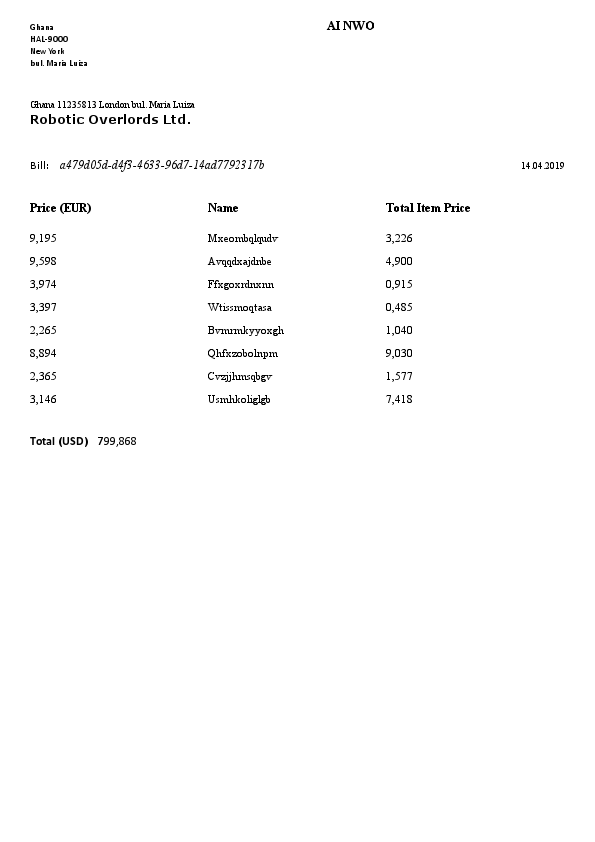 Ghana
AI NWO
HAL-9000
New York
bul. Maria Luiza
Ghana 11235813 London bul. Maria Luiza
Robotic Overlords Ltd.
Bill: a479d05d-d4f3-4633-96d7-14ad7792317b 14.04.2019
Price (EUR) Name Total Item Price
9,195 Mxeombqlqudv 3,226
9,598 Avqqdxajdnbe 4,900
3,974 Ffxgoxrdnxnn 0,915
3,397 Wtissmoqtasa 0,485
2,265 Bvmrmkyyoxgh 1,040
8,894 Qhfxzobolnpm 9,030
2,365 Cvzjjhmsqbgv 1,577
3,146 Usmhkoliglgb 7,418
Total (USD) 799,868